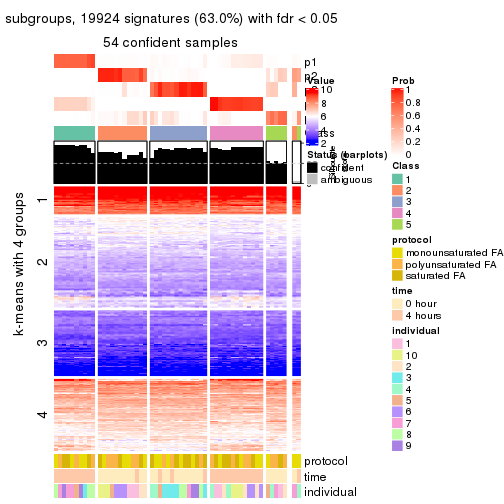 subgroups, 19924 signatures (63.0%) with fdr < 0.05
54 confident samples
p1
p2
Class
k-means with 4 groups
1
2
3
4
protocol
time
individual
Value
10
8
6
4
2
Status (barplots)
confident
ambiguous
Prob
1
0.8
0.6
0.4
0.2
0
Class
1
2
3
4
5
protocol
monounsaturated FA
polyunsaturated FA
saturated FA
time
0 hour
4 hours
individual
1
10
2
3
4
5
6
7
8
9